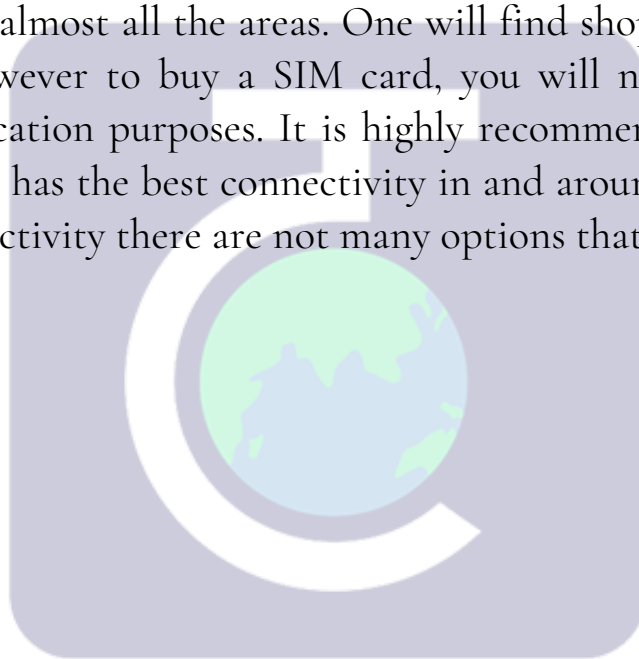 almost all the areas. One will find sho
wever to buy a SIM card, you will n
cation purposes. It is highly recommen
has the best connectivity in and aroun
ctivity there are not many options that